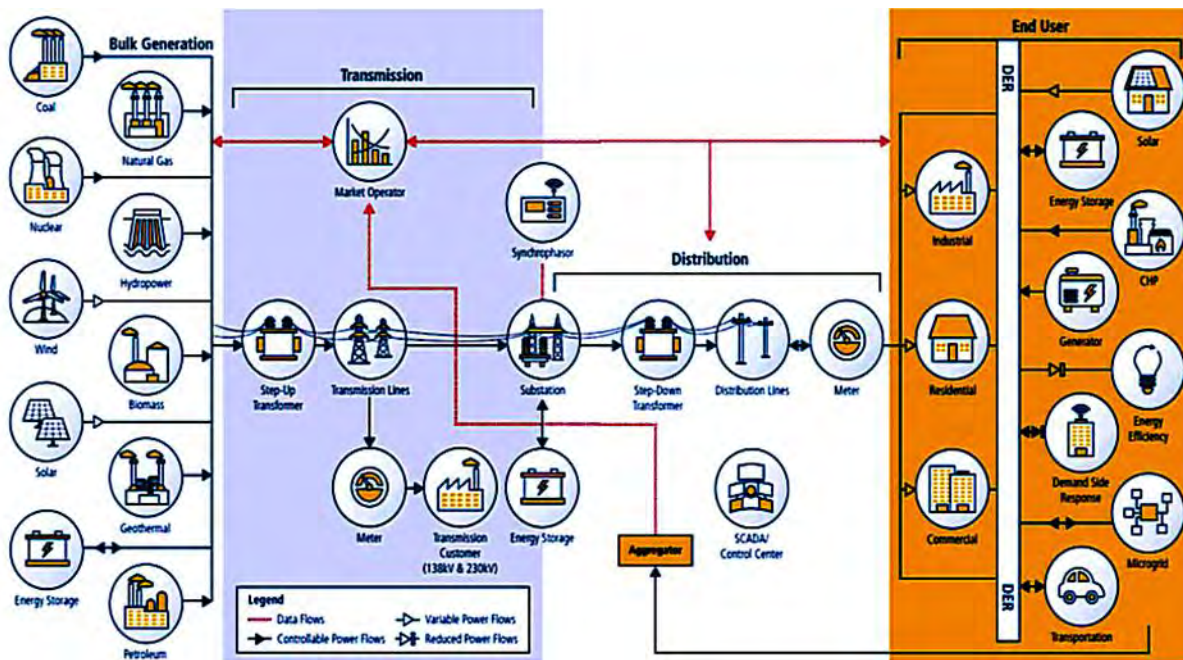 Bulk Generation
Coal
Natural Gas
Nuclear
Hydropower
Wind
Biomass
Solar
Geothermal
Energy Storage
Petroleum
Transmission
Market Operator
Synchrophasor
Step-Up
Transformer
Transmission Lines
Substation
Meter
Transmission
Customer
(138kV & 230kV)
Energy Storage
Distribution
Step-Down
Transformer
Distribution Lines
Meter
SCADA/
Control Center
Aggregator
End User
DER
Industrial
Residential
Commercial
DER
Solar
Energy Storage
CHP
Generator
Energy
Efficiency
Demand Side
Response
Microgrid
Transportation
Legend
Data Flows
Variable Power Flows
Controllable Power Flows
Reduced Power Flows